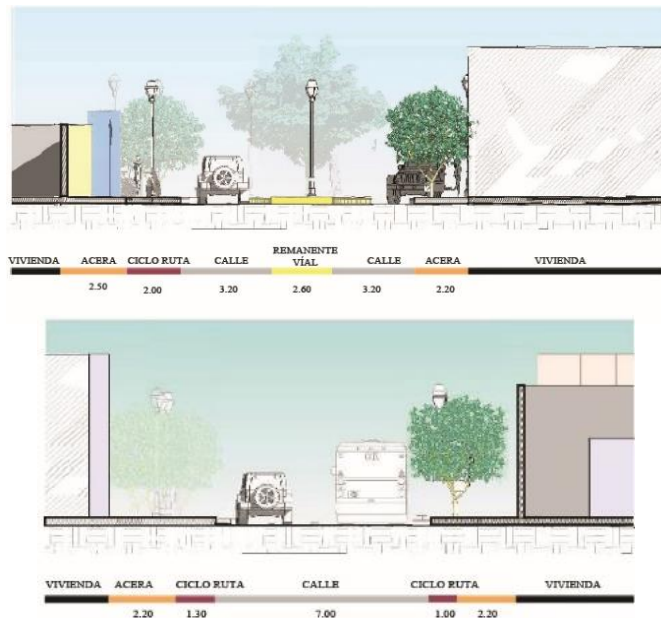 VIVIENDA ACERA CICLO RUTA CALLE REMANENTE VÍAL CALLE ACERA VIVIENDA
2.50 2.00 3.20 2.60 3.20 2.20
VIVIENDA ACERA CICLO RUTA CALLE CICLO RUTA VIVIENDA
2.20 1.30 7.00 1.00 2.20